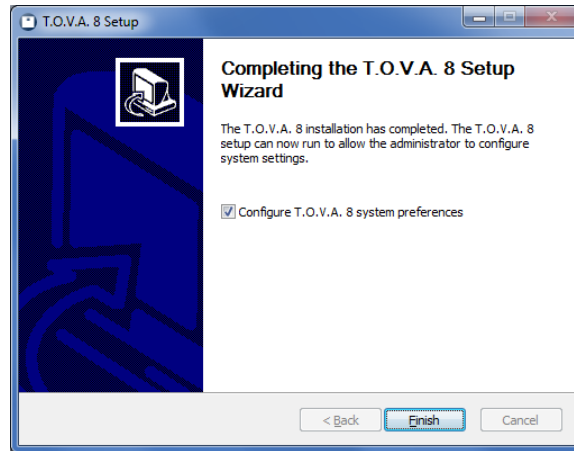 T.O.V.A. 8 Setup
Completing the T.O.V.A. 8 Setup
Wizard
The T.O.V.A. 8 installation has completed. The T.O.V.A. 8
setup can now run to allow the administrator to configure
system settings.
Configure T.O.V.A. 8 system preferences
< Back
Finish
Cancel